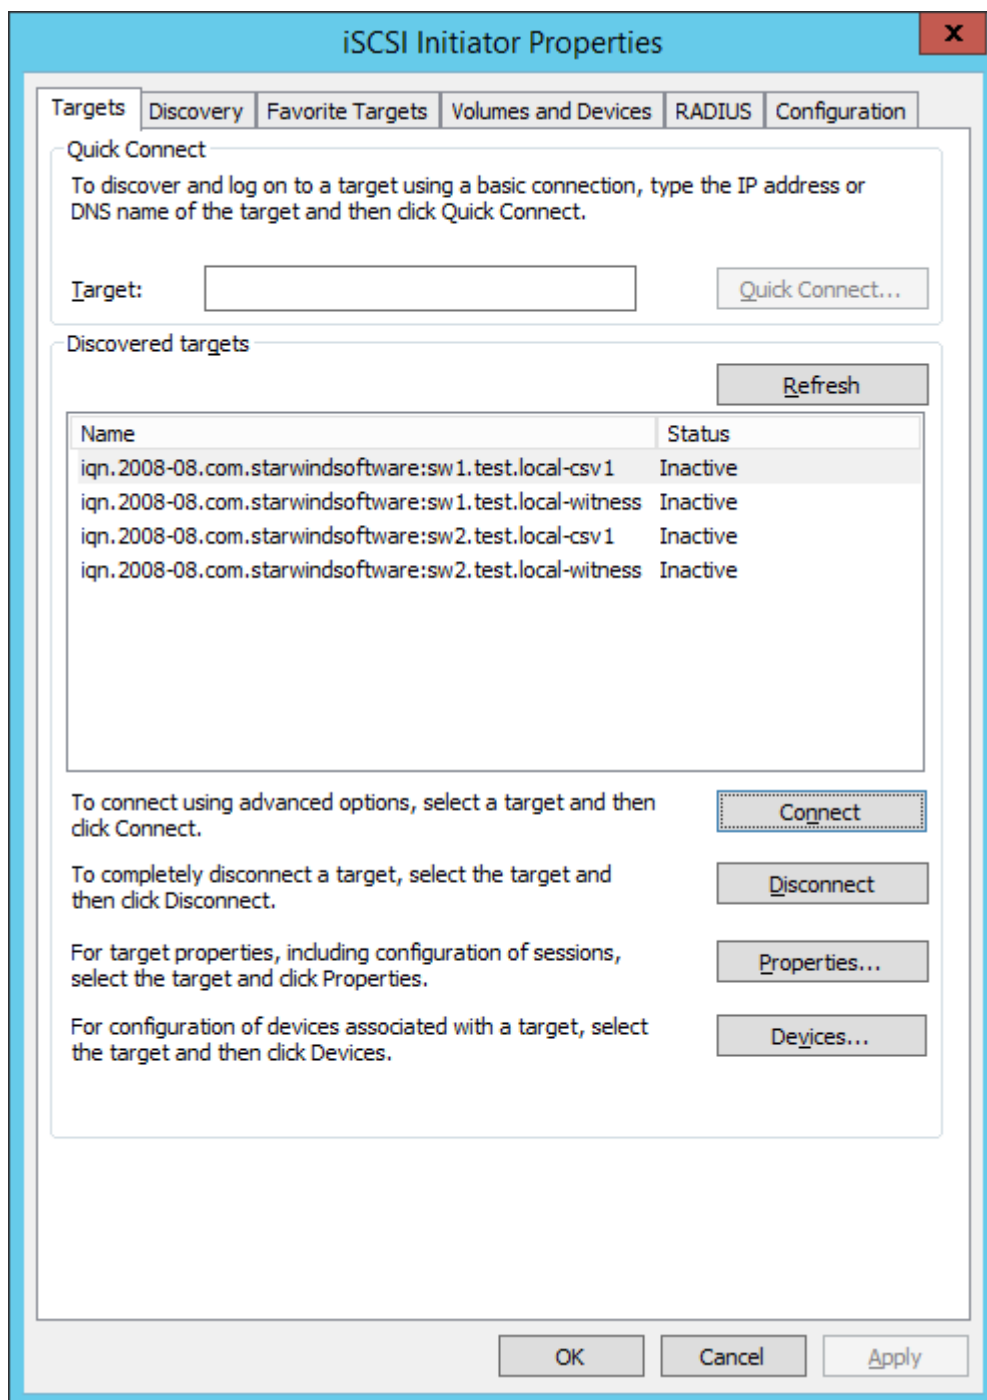 iSCSI Initiator Properties
x
Targets Discovery Favorite Targets Volumes and Devices RADIUS Configuration
Quick Connect
To discover and log on to a target using a basic connection, type the IP address or
DNS name of the target and then click Quick Connect.
Target: Quick Connect...
Discovered targets
Refresh
Name Status
iqn.2008-08.com.starwindsoftware:sw1.test.local-csv1 Inactive
iqn.2008-08.com.starwindsoftware:sw1.test.local-witness Inactive
iqn.2008-08.com.starwindsoftware:sw2.test.local-csv1 Inactive
iqn.2008-08.com.starwindsoftware:sw2.test.local-witness Inactive
To connect using advanced options, select a target and then
click Connect.
Connect
To completely disconnect a target, select the target and
then click Disconnect.
Disconnect
For target properties, including configuration of sessions,
select the target and click Properties.
Properties...
For configuration of devices associated with a target, select
the target and then click Devices.
Devices...
OK Cancel Apply